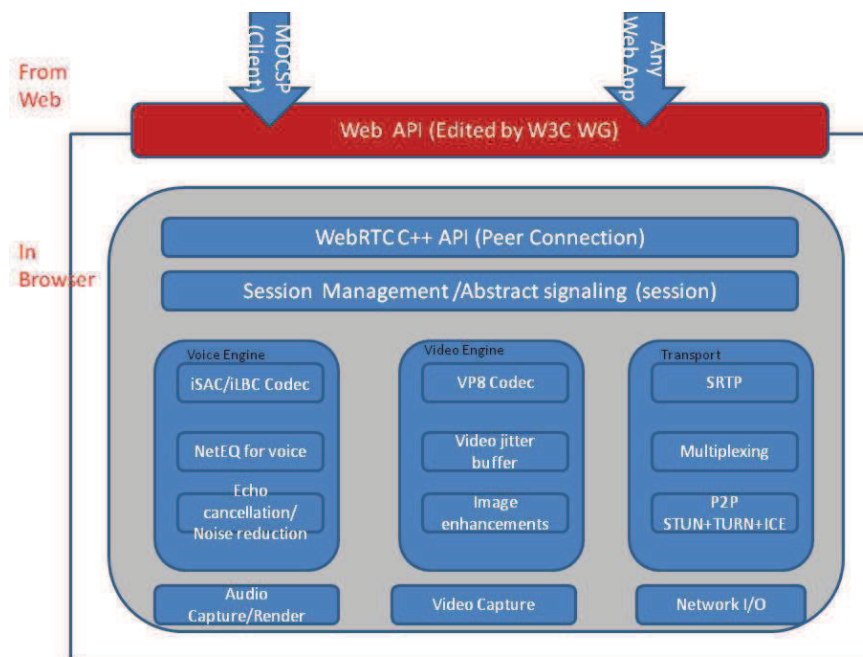 MOCSP
(Client)
Any
Web App
From
Web
Web API (Edited by W3C WG)
In
Browser
WebRTC C++ API (Peer Connection)
Session Management /Abstract signaling (session)
Voice Engine
iSAC/iLBC Codec
NetEQ for voice
Echo
cancellation/
Noise reduction
Video Engine
VP8 Codec
Video jitter
buffer
Image
enhancements
Transport
SRTP
Multiplexing
P2P
STUN+TURN+ICE
Audio
Capture/Render
Video Capture
Network I/O